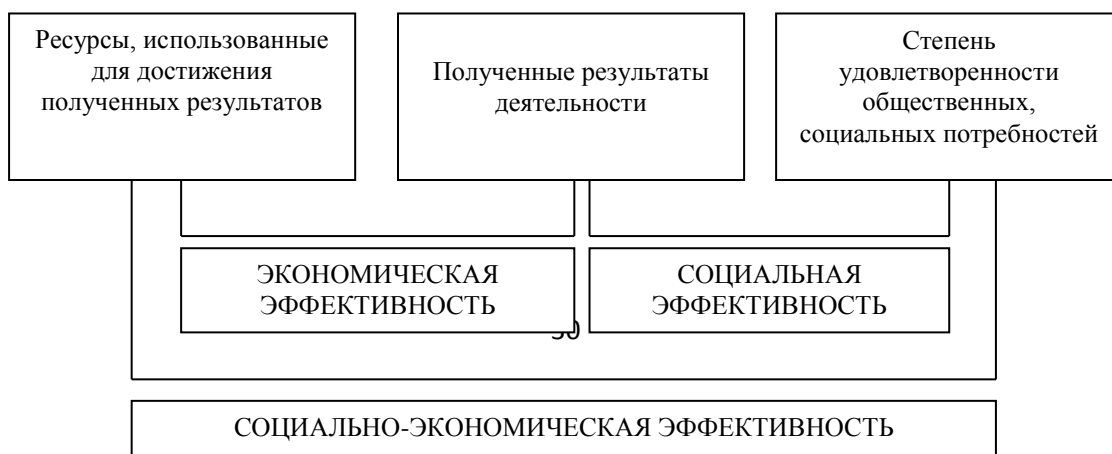 Ресурсы, использованные
для достижения
полученных результатов
Полученные результаты
деятельности
Степень
удовлетворенности
общественных,
социальных потребностей
ЭКОНОМИЧЕСКАЯ
ЭФФЕКТИВНОСТЬ
СОЦИАЛЬНАЯ
ЭФФЕКТИВНОСТЬ
СОЦИАЛЬНО-ЭКОНОМИЧЕСКАЯ ЭФФЕКТИВНОСТЬ